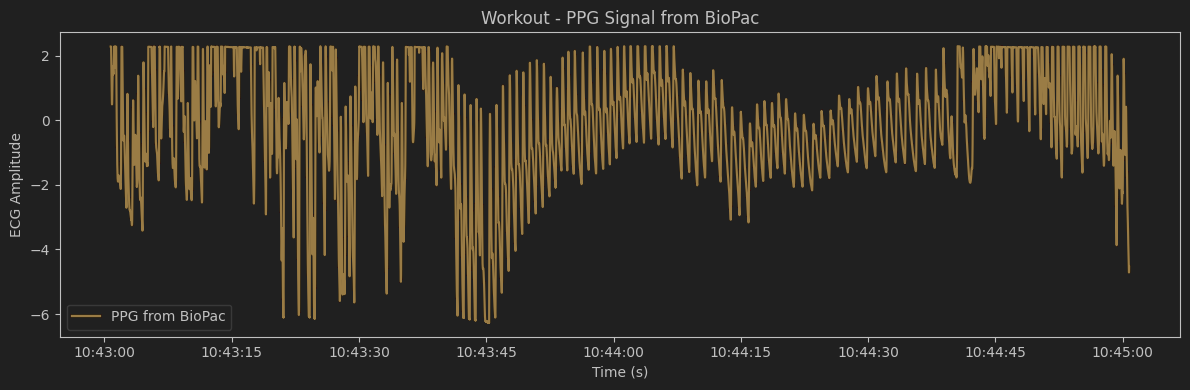 Workout - PPG Signal from BioPac
ECG Amplitude
2
0
−2
−4
−6
PPG from BioPac
10:43:00 10:43:15 10:43:30 10:43:45 10:44:00 10:44:15 10:44:30 10:44:45 10:45:00
Time (s)